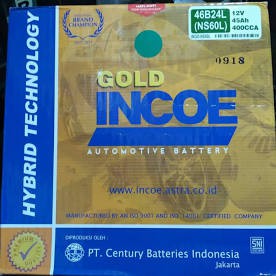 BRAND
CHAMPION
46B24L
(NS60L)
12V
45Ah
400CCA
GOLD
0918
INCOE
AUTOMOTIVE BATTERY
HYBRID TECHNOLOGY
www.incoe.astra.co.id
MANUFACTURED BY AN ISO 9001 AND ISO 14001 CERTIFIED COMPANY
DIPRODUKSI OLEH :
PT. Century Batteries Indonesia
Jakarta
SNI